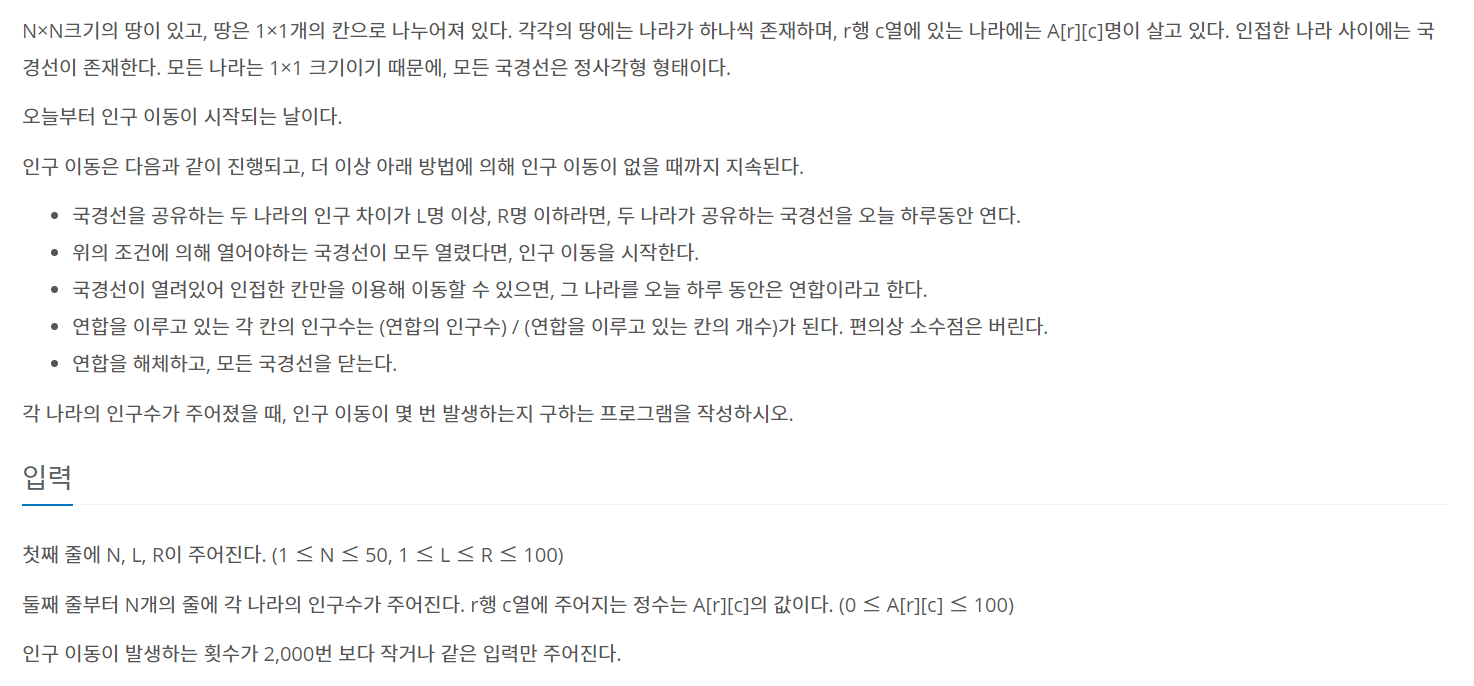 N×N크기의 땅이 있고, 땅은 1×1개의 칸으로 나누어져 있다. 각각의 땅에는 나라가 하나씩 존재하며, r행 c열에 있는 나라에는 A[r][c]명이 살고 있다. 인접한 나라 사이에는 국
경선이 존재한다. 모든 나라는 1×1 크기이기 때문에, 모든 국경선은 정사각형 형태이다.
오늘부터 인구 이동이 시작되는 날이다.
인구 이동은 다음과 같이 진행되고, 더 이상 아래 방법에 의해 인구 이동이 없을 때까지 지속된다.
• 국경선을 공유하는 두 나라의 인구 차이가 L명 이상, R명 이하라면, 두 나라가 공유하는 국경선을 오늘 하루동안 연다.
• 위의 조건에 의해 열어야하는 국경선이 모두 열렸다면, 인구 이동을 시작한다.
• 국경선이 열려있어 인접한 칸만을 이용해 이동할 수 있으면, 그 나라를 오늘 하루 동안은 연합이라고 한다.
• 연합을 이루고 있는 각 칸의 인구수는 (연합의 인구수) / (연합을 이루고 있는 칸의 개수)가 된다. 편의상 소수점은 버린다.
• 연합을 해체하고, 모든 국경선을 닫는다.
각 나라의 인구수가 주어졌을 때, 인구 이동이 몇 번 발생하는지 구하는 프로그램을 작성하시오.
입력
첫째 줄에 N, L, R이 주어진다. (1 ≤ N ≤ 50, 1 ≤ L ≤ R ≤ 100)
둘째 줄부터 N개의 줄에 각 나라의 인구수가 주어진다. r행 c열에 주어지는 정수는 A[r][c]의 값이다. (0 ≤ A[r][c] ≤ 100)
인구 이동이 발생하는 횟수가 2,000번 보다 작거나 같은 입력만 주어진다.